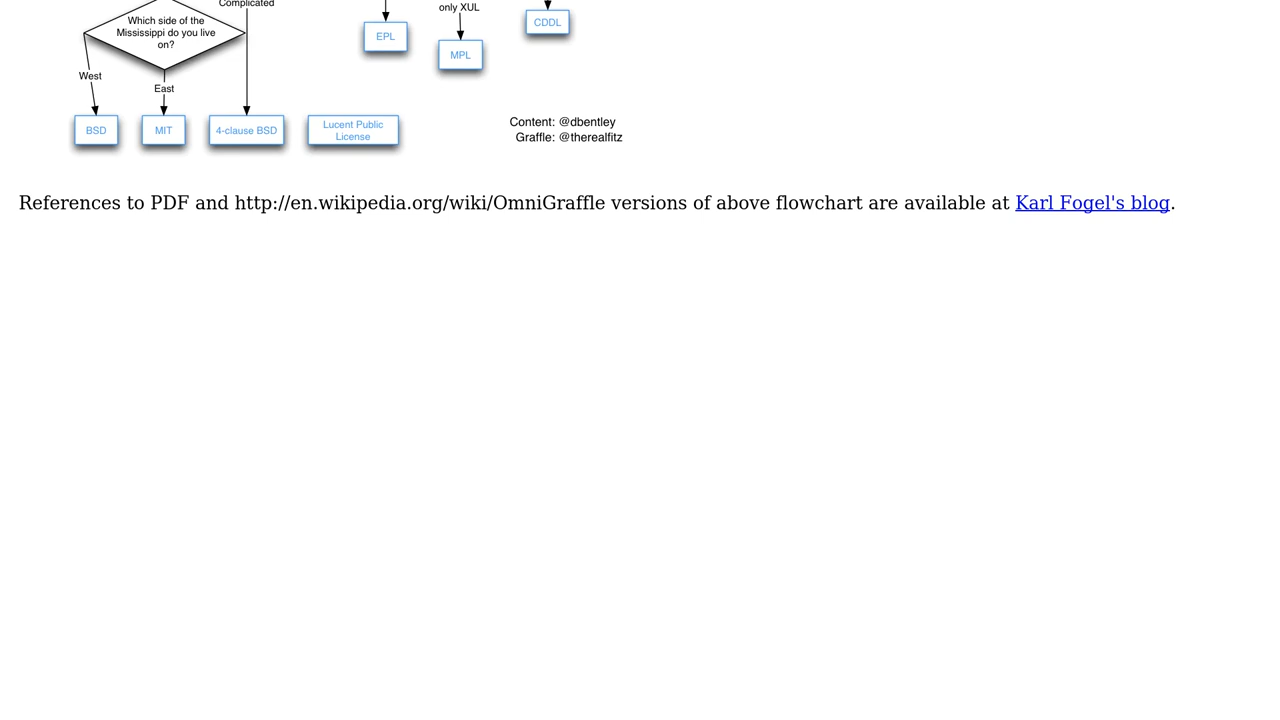 Complicated
only XUL
CDDL
Which side of the
Mississippi do you live
on?
EPL
MPL
West
East
BSD
MIT
4-clause BSD
Lucent Public
License
Content: @dbentley
Graffle: @therealfitz
References to PDF and http://en.wikipedia.org/wiki/OmniGraffle versions of above flowchart are available at Karl Fogel's blog.